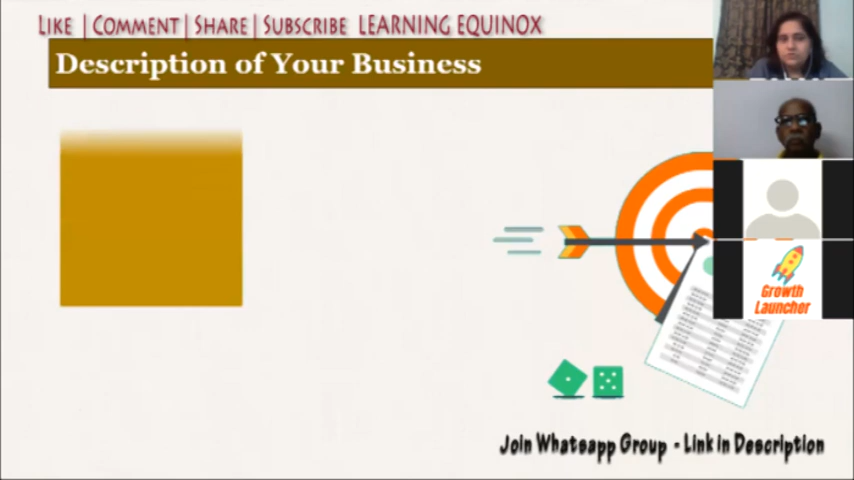 LIKE | COMMENT | SHARE | SUBSCRIBE LEARNING EQUINOX
Description of Your Business
Growth
Launcher
Join Whatsapp Group - Link in Description